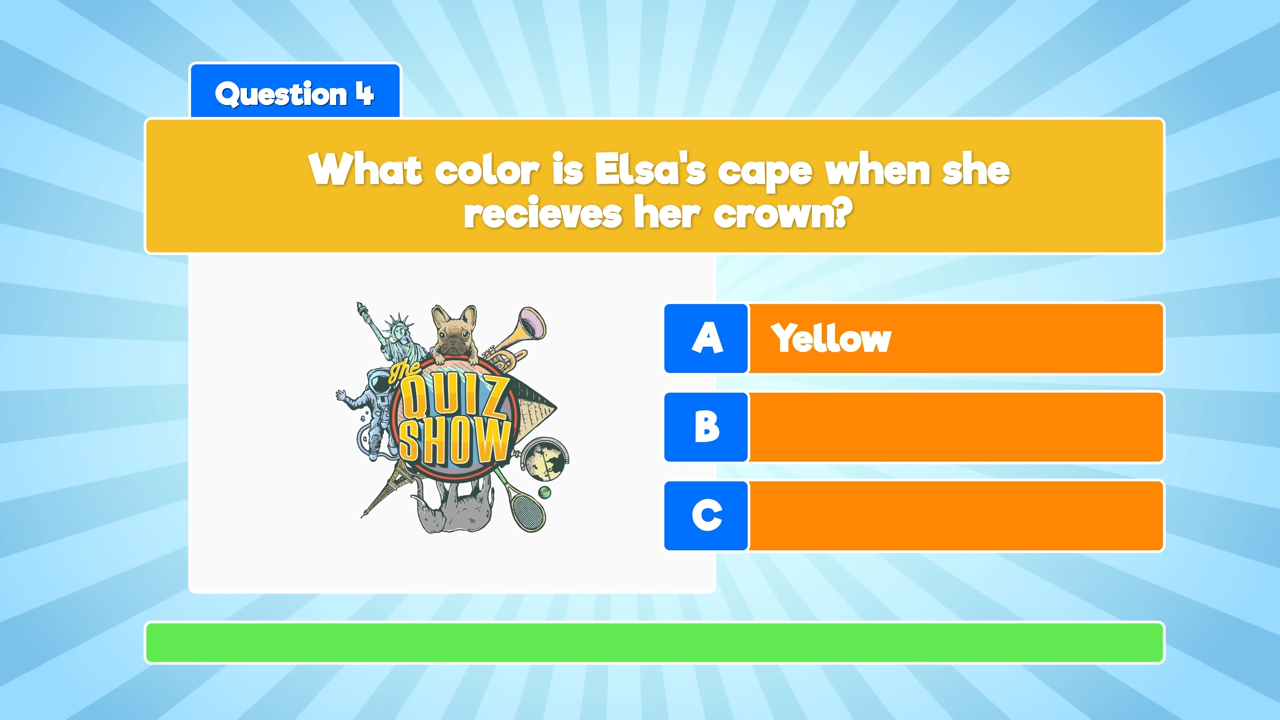 Question 4
What color is Elsa's cape when she
recieves her crown?
The
QUIZ
SHOW
A Yellow
B
C